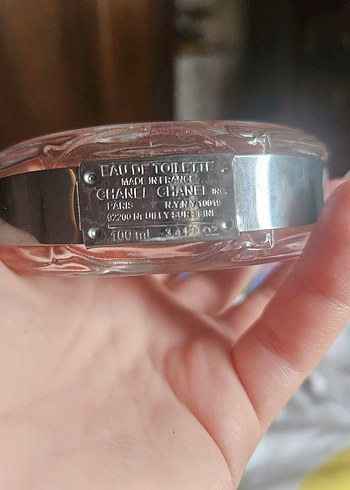 EAU DE TOILETTE
MADE IN FRANCE
CHANEL CHANEL INC.
PARIS N.Y. N.Y. 10019
92200 NEUILLY SUR SEINE
100 ml 3.4 fl. oz